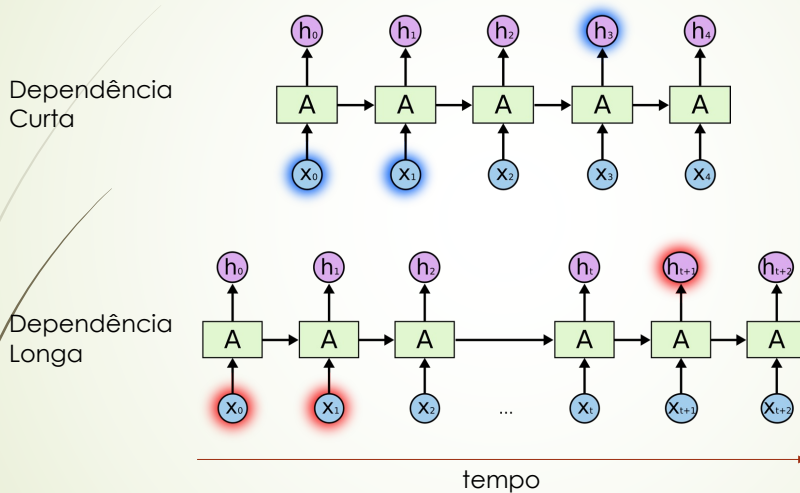 h₀ h₁ h₂ h₃ h₄
Dependência
Curta
A A A A A
x₀ x₁ x₂ x₃ x₄
h₀ h₁ h₂ hₜ hₜ₊₁ hₜ₊₂
Dependência
Longa
A A A A A A
x₀ x₁ x₂ ... xₜ xₜ₊₁ xₜ₊₂
tempo